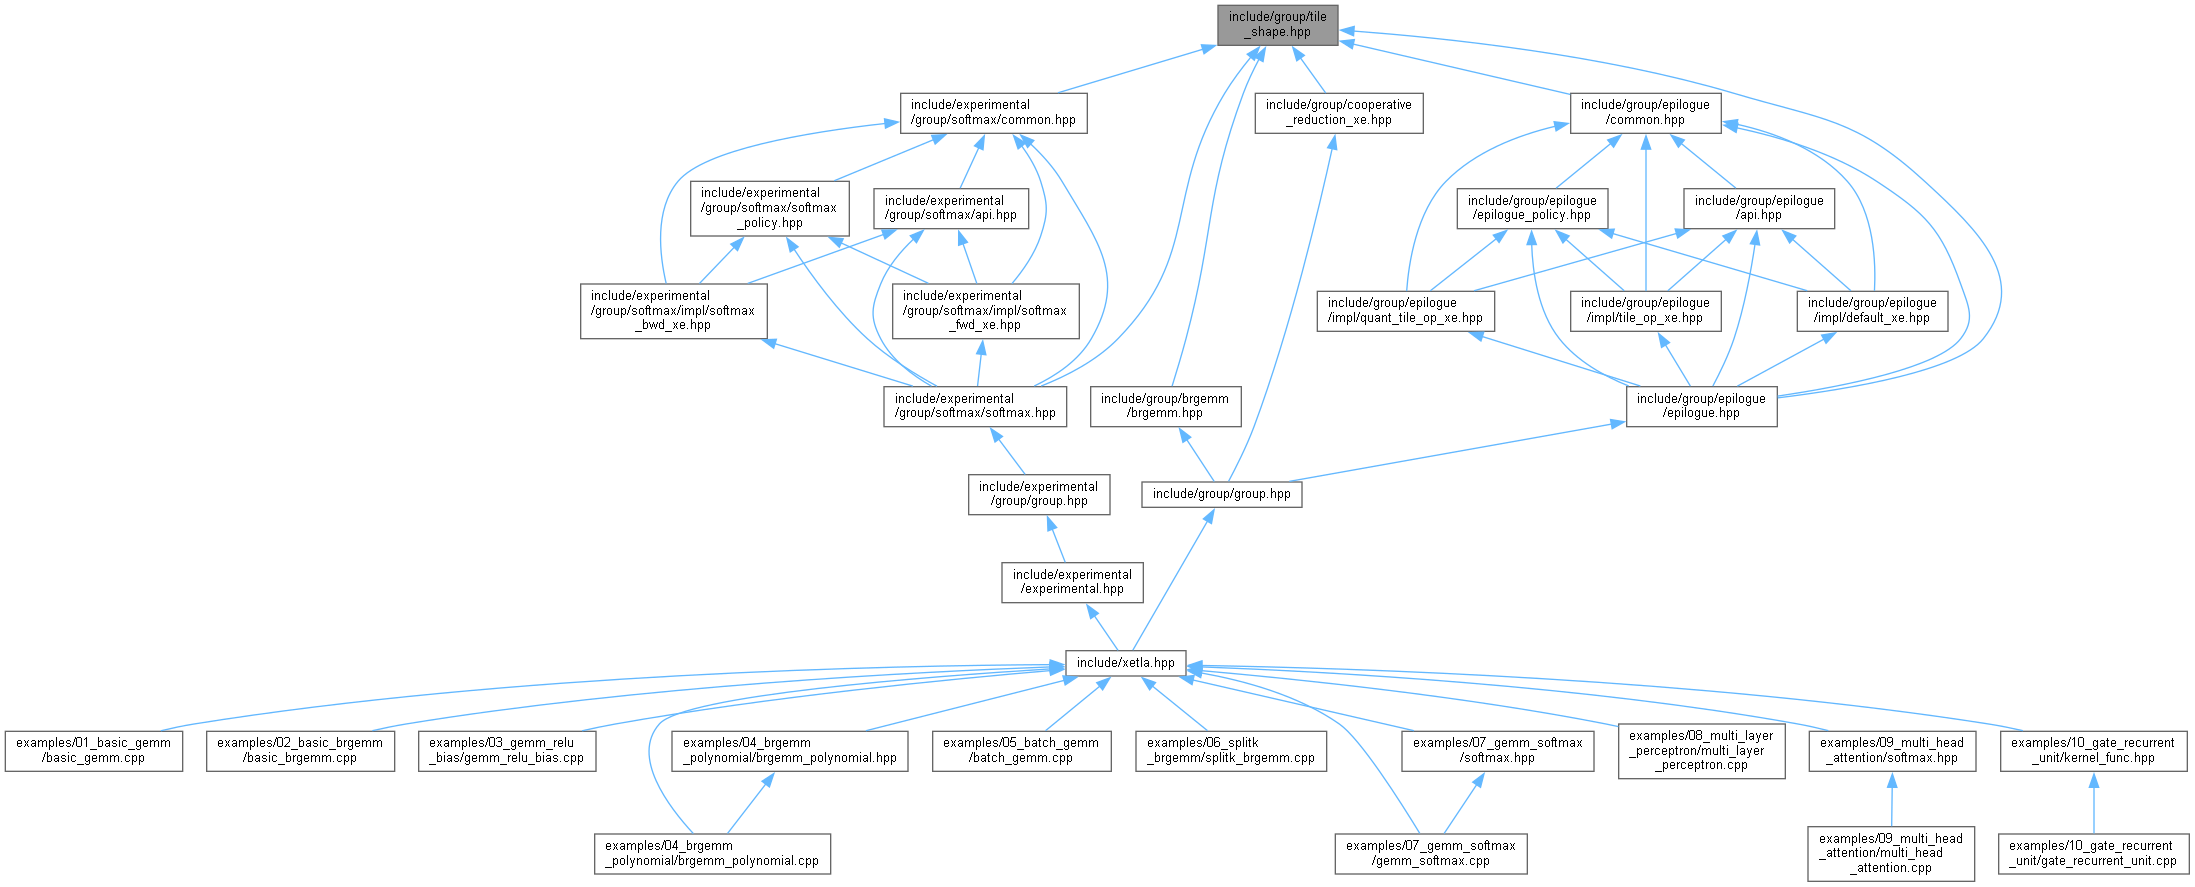 include/group/tile
_shape.hpp
include/experimental
/group/softmax/common.hpp
include/group/cooperative
_reduction_xe.hpp
include/group/epilogue
/common.hpp
include/experimental
/group/softmax/softmax
_policy.hpp
include/experimental
/group/softmax/api.hpp
include/group/epilogue
/epilogue_policy.hpp
include/group/epilogue
/api.hpp
include/experimental
/group/softmax/impl/softmax
_bwd_xe.hpp
include/experimental
/group/softmax/impl/softmax
_fwd_xe.hpp
include/group/epilogue
/impl/quant_tile_op_xe.hpp
include/group/epilogue
/impl/tile_op_xe.hpp
include/group/epilogue
/impl/default_xe.hpp
include/experimental
/group/softmax/softmax.hpp
include/group/brgemm
/brgemm.hpp
include/group/epilogue
/epilogue.hpp
include/experimental
/group/group.hpp
include/group/group.hpp
include/experimental
/experimental.hpp
include/xetla.hpp
examples/01_basic_gemm
/basic_gemm.cpp
examples/02_basic_brgemm
/basic_brgemm.cpp
examples/03_gemm_relu
_bias/gemm_relu_bias.cpp
examples/04_brgemm
_polynomial/brgemm_polynomial.hpp
examples/05_batch_gemm
/batch_gemm.cpp
examples/06_splitk
_brgemm/splitk_brgemm.cpp
examples/07_gemm_softmax
/softmax.hpp
examples/08_multi_layer
_perceptron/multi_layer
_perceptron.cpp
examples/09_multi_head
_attention/softmax.hpp
examples/10_gate_recurrent
_unit/kernel_func.hpp
examples/04_brgemm
_polynomial/brgemm_polynomial.cpp
examples/07_gemm_softmax
/gemm_softmax.cpp
examples/09_multi_head
_attention/multi_head
_attention.cpp
examples/10_gate_recurrent
_unit/gate_recurrent_unit.cpp